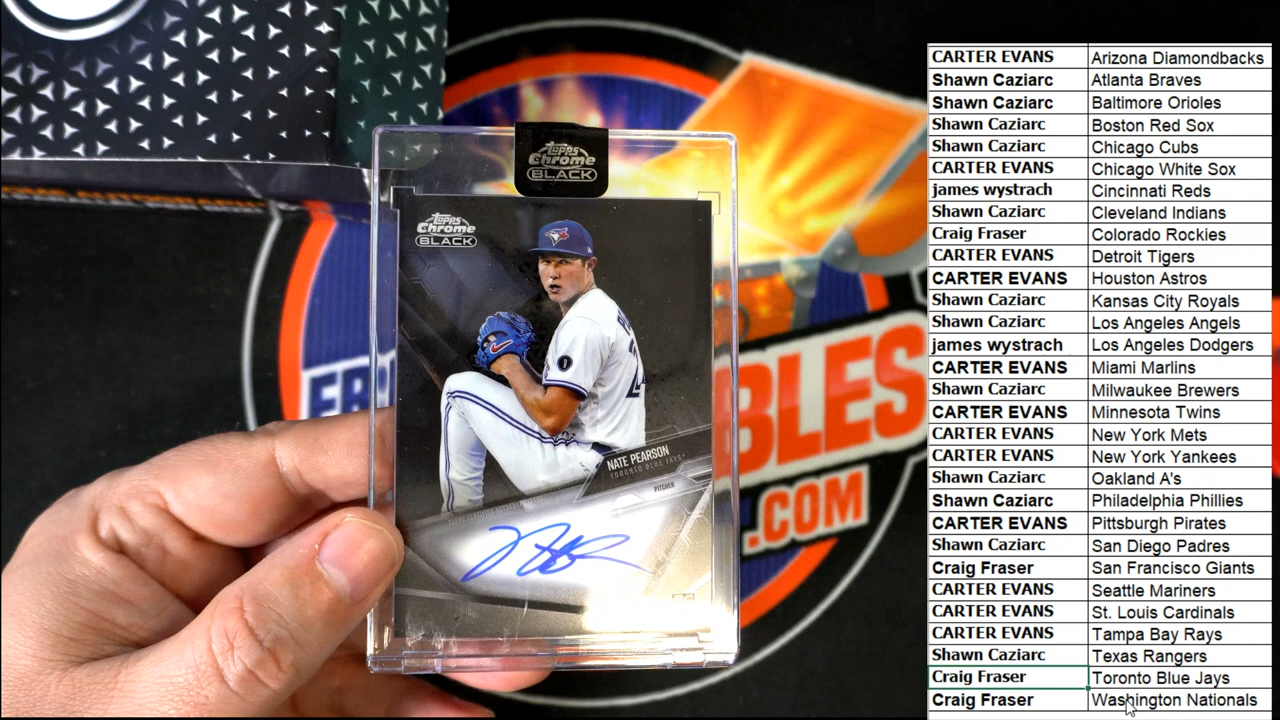 Topps
Chrome
BLACK
Topps
Chrome
BLACK
NATE PEARSON
TORONTO BLUE JAYS
PITCHER
BLES
.COM
CARTER EVANS Arizona Diamondbacks
Shawn Caziarc Atlanta Braves
Shawn Caziarc Baltimore Orioles
Shawn Caziarc Boston Red Sox
Shawn Caziarc Chicago Cubs
CARTER EVANS Chicago White Sox
james wystrach Cincinnati Reds
Shawn Caziarc Cleveland Indians
Craig Fraser Colorado Rockies
CARTER EVANS Detroit Tigers
CARTER EVANS Houston Astros
Shawn Caziarc Kansas City Royals
Shawn Caziarc Los Angeles Angels
james wystrach Los Angeles Dodgers
CARTER EVANS Miami Marlins
Shawn Caziarc Milwaukee Brewers
CARTER EVANS Minnesota Twins
CARTER EVANS New York Mets
CARTER EVANS New York Yankees
Shawn Caziarc Oakland A's
Shawn Caziarc Philadelphia Phillies
CARTER EVANS Pittsburgh Pirates
Shawn Caziarc San Diego Padres
Craig Fraser San Francisco Giants
CARTER EVANS Seattle Mariners
CARTER EVANS St. Louis Cardinals
CARTER EVANS Tampa Bay Rays
Shawn Caziarc Texas Rangers
Craig Fraser Toronto Blue Jays
Craig Fraser Washington Nationals